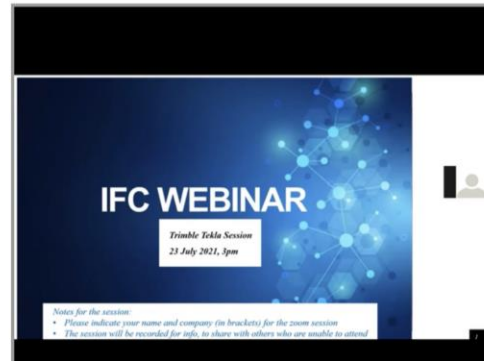 IFC WEBINAR
Trimble Tekla Session
23 July 2021, 3pm
Notes for the session:
• Please indicate your name and company (in brackets) for the zoom session
• The session will be recorded for info, to share with others who are unable to attend